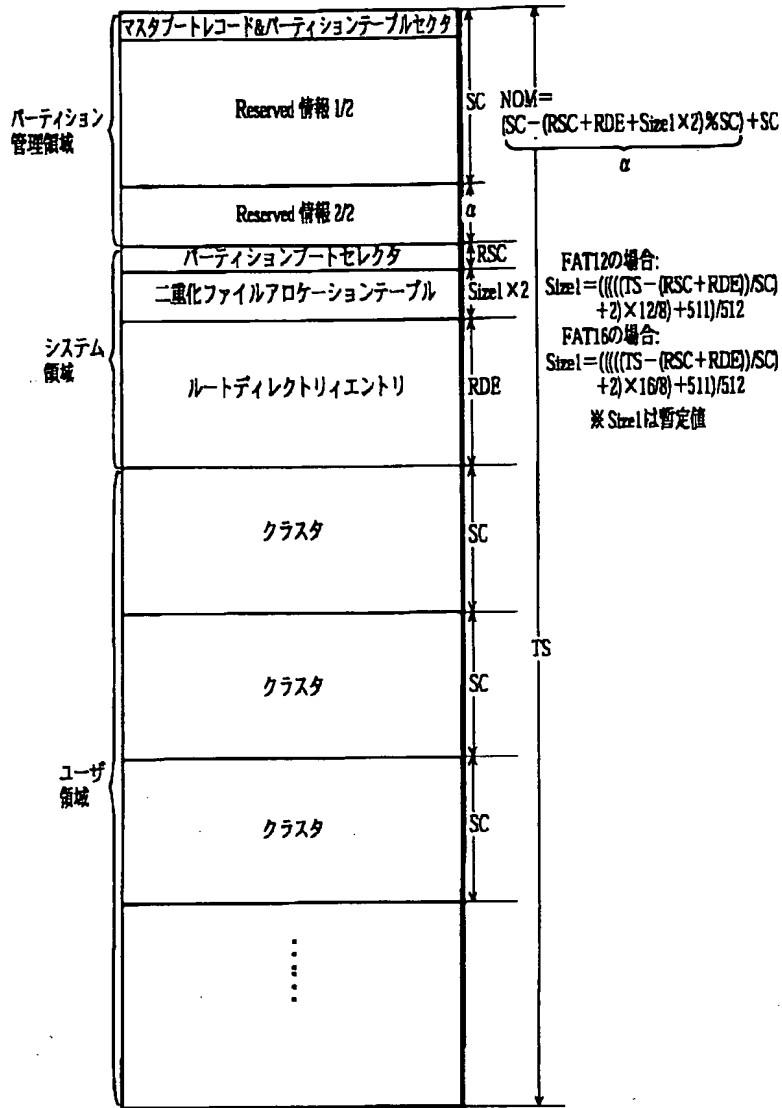 マスタブートレコード&パーティションテーブルセクタ
パーティション
管理領域
Reserved 情報 1/2
SC
NOM=
(SC-(RSC+RDE+Size1×2)%SC)+SC
α
Reserved 情報 2/2
α
パーティションブートセレクタ
RSC
二重化ファイルアロケーションテーブル
Size1×2
FAT12の場合:
Size1=(((((TS-(RSC+RDE))/SC)
+2)×12/8)+511)/512
FAT16の場合:
Size1=(((((TS-(RSC+RDE))/SC)
+2)×16/8)+511)/512
※ Size1は暫定値
システム
領域
ルートディレクトリィエントリ
RDE
クラスタ
SC
クラスタ
SC
TS
ユーザ
領域
クラスタ
SC